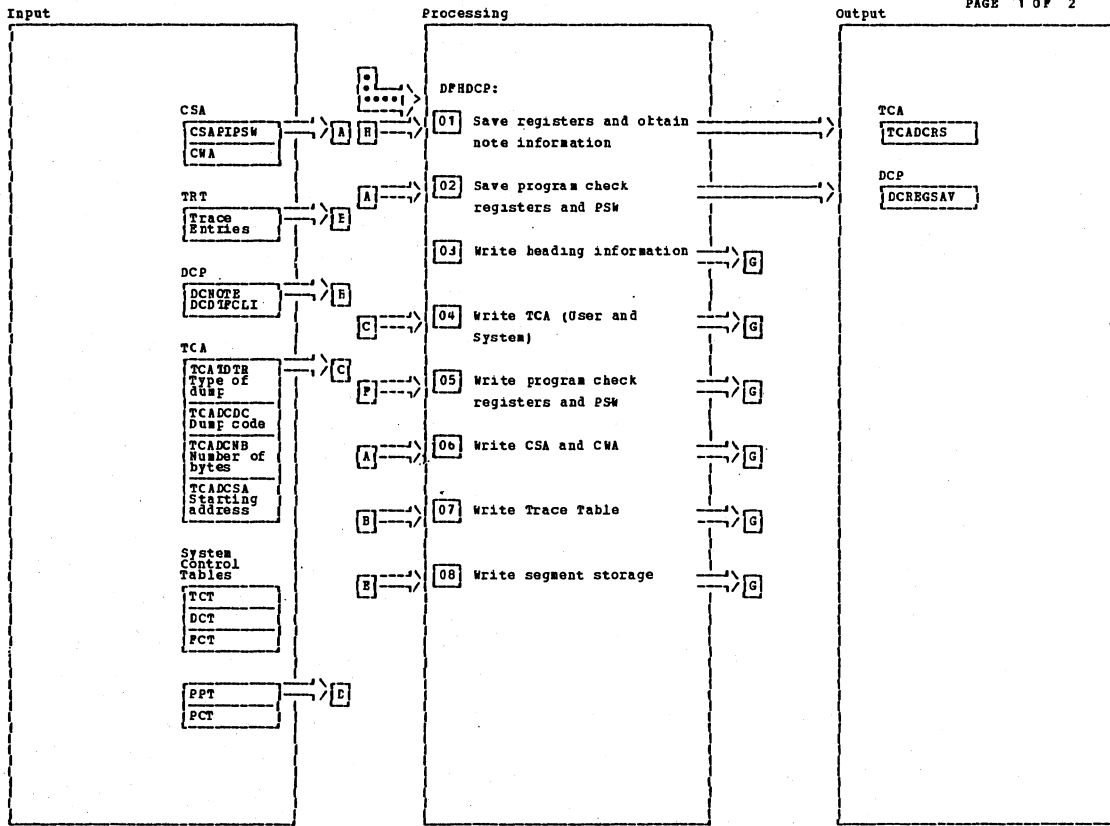 PAGE 1 OF 2
Input
Processing
Output
CSA
CSAPIPSW
CWA
A
TRT
Trace
Entries
E
DCP
DCNOTE
B
TCA
TCATDTR
Type of
dump
TCADCDC
Dump code
TCADCNB
Number of
bytes
TCADCSA
Starting
address
C
System
Control
Tables
TCT
DCT
FCT
PPT
PCT
DFHDCP:
H
01 Save registers and obtain
note information
A
02 Save program check
registers and PSW
03 Write heading information
G
C
04 Write TCA (User and
System)
G
F
05 Write program check
registers and PSW
G
A
06 Write CSA and CWA
G
B
07 Write Trace Table
G
E
08 Write segment storage
G
TCA
TCADCRS
DCP
DCREGSAV